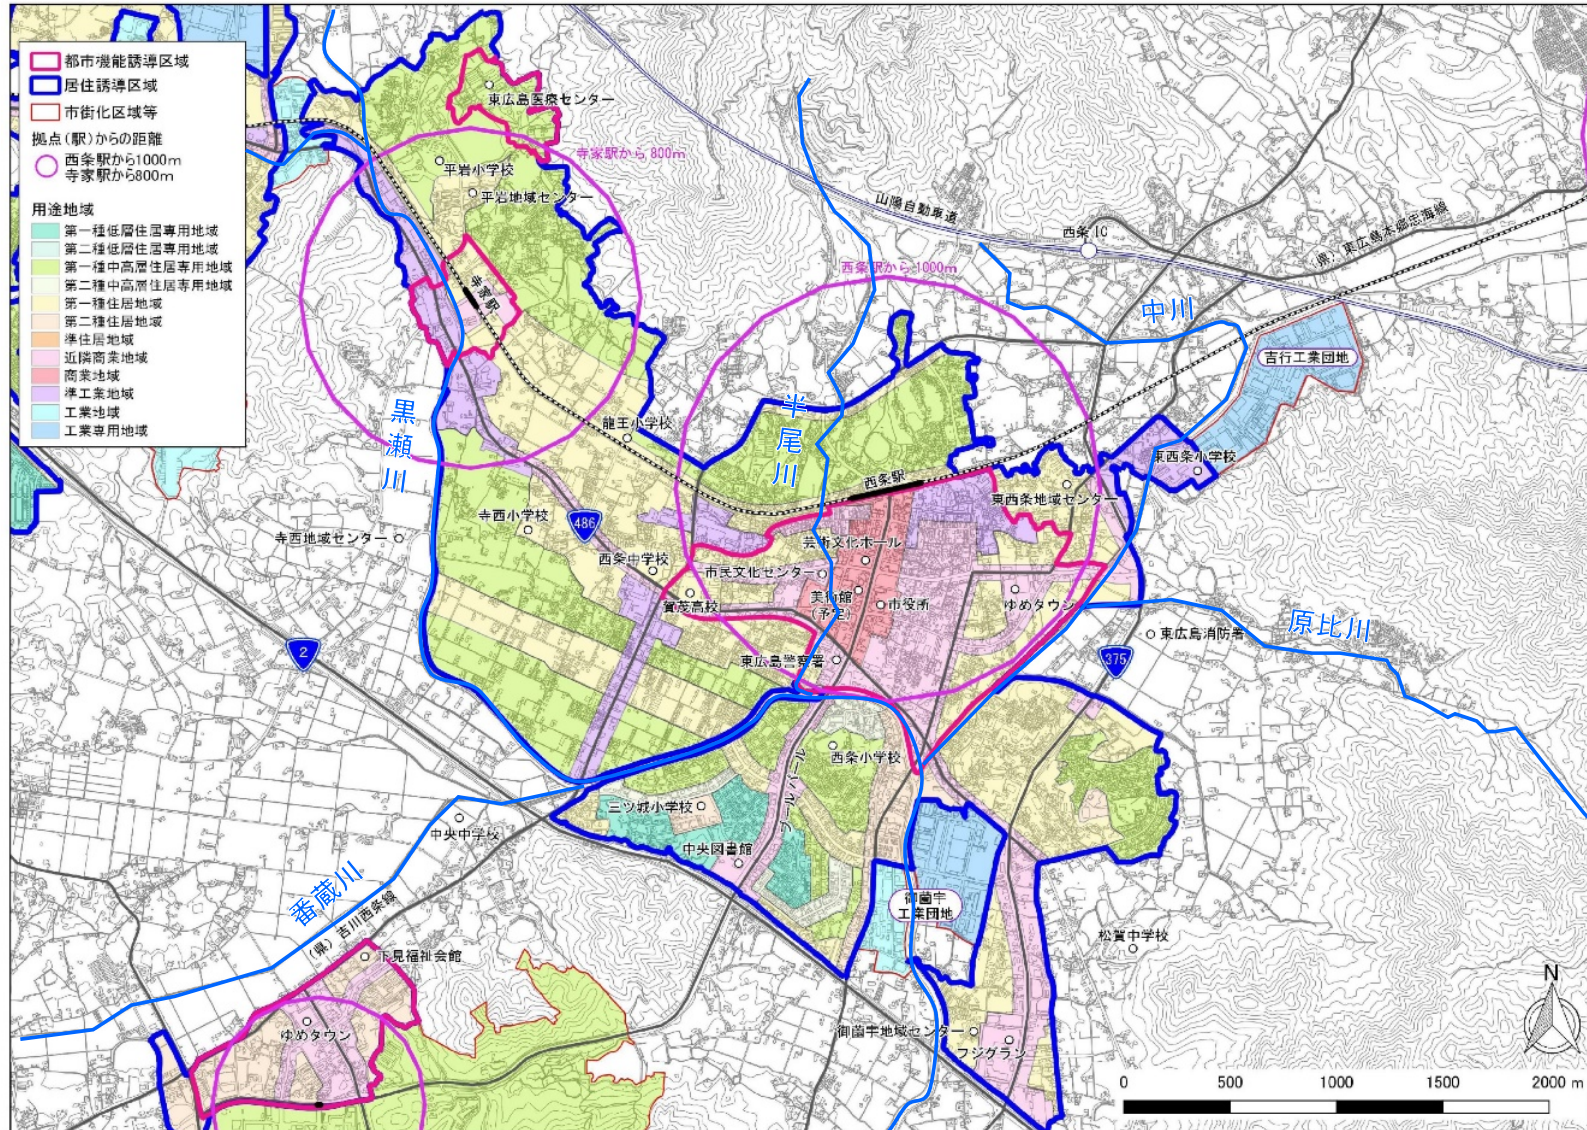 都市機能誘導区域
居住誘導区域
市街化区域等
拠点(駅)からの距離
西条駅から1000m
寺家駅から800m
用途地域
第一種低層住居専用地域
第二種低層住居専用地域
第一種中高層住居専用地域
第二種中高層住居専用地域
第一種住居地域
第二種住居地域
準住居地域
近隣商業地域
商業地域
準工業地域
工業地域
工業専用地域
東広島医療センター
寺家駅から 800m
平岩小学校
平岩地域センター
山陽自動車道
西条 IC
(県) 東広島本郷忠海線
西条駅から 1000m
寺家駅
中川
吉行工業団地
黒瀬川
半尾川
龍王小学校
東西条小学校
西条駅
東西条地域センター
寺西小学校
486
寺西地域センター
芸術文化ホール
西条中学校
市民文化センター
賀茂高校
美術館
(予定)
市役所
ゆめタウン
原比川
2
東広島警察署
東広島消防署
375
西条小学校
ブールバール
三ツ城小学校
中央中学校
中央図書館
番蔵川
(県) 吉川西条線
御薗宇
工業団地
松賀中学校
下見福祉会館
ゆめタウン
御薗宇地域センター
フジグラン
N
0 500 1000 1500 2000 m